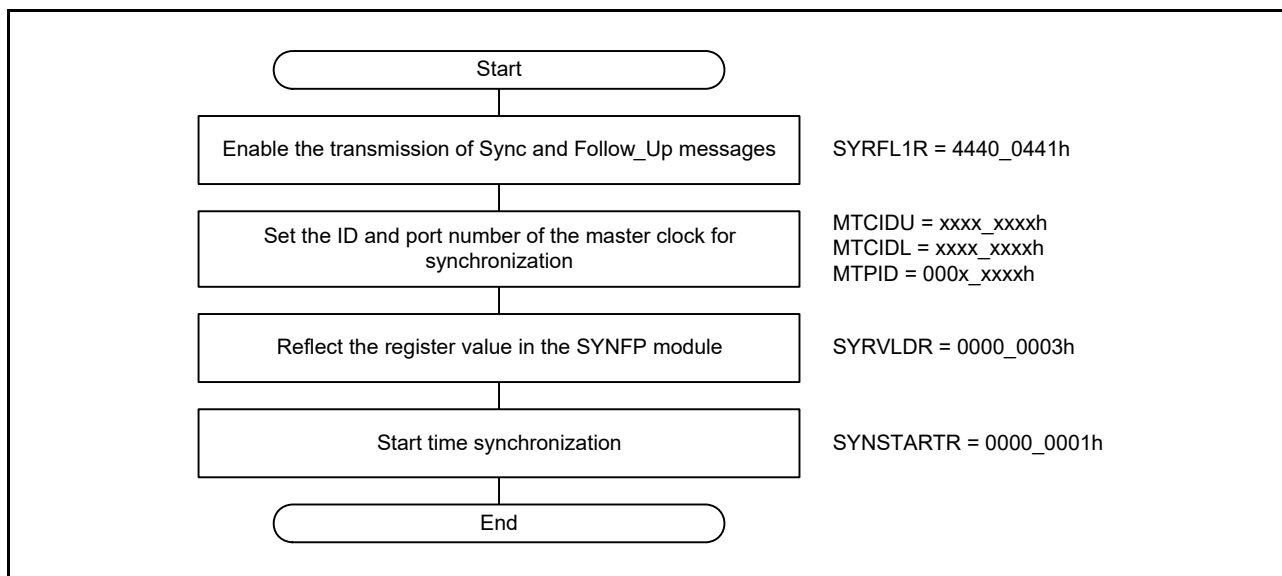 Start
Enable the transmission of Sync and Follow_Up messages
SYRFL1R = 4440_0441h
Set the ID and port number of the master clock for
synchronization
MTCIDU = xxxx_xxxxh
MTCIDL = xxxx_xxxxh
MTPID = 000x_xxxxh
Reflect the register value in the SYNFP module
SYRVLDR = 0000_0003h
Start time synchronization
SYNSTARTR = 0000_0001h
End